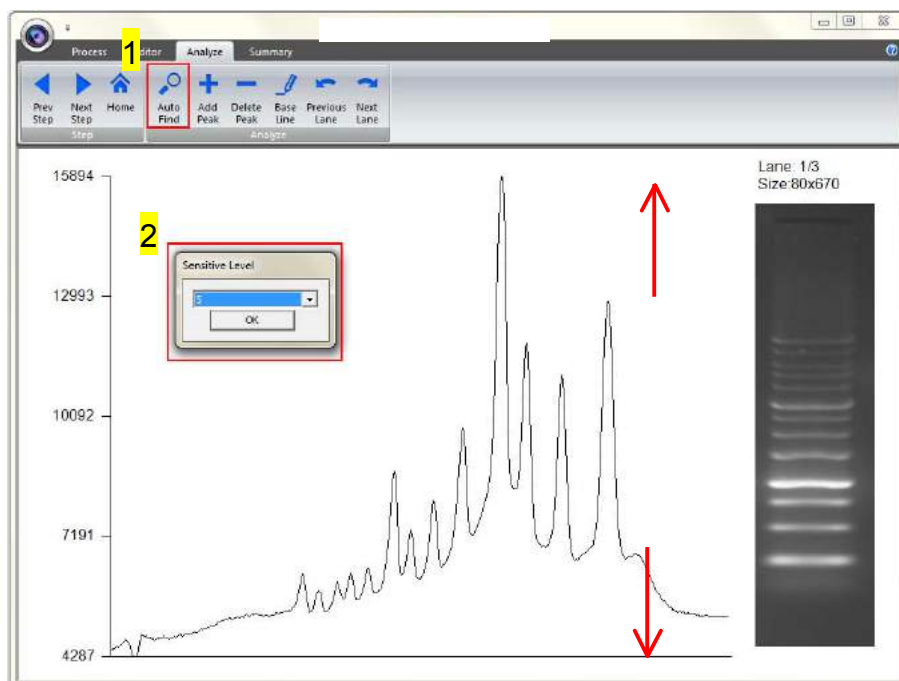 1
Process Editor Analyze Summary
Prev Step
Next Step
Home
Auto Find
Add Peak
Delete Peak
Base Line
Previous Lane
Next Lane
Step
Analyze
Lane: 1/3
Size:80x670
15894
2
Sensitive Level
5
OK
12993
10092
7191
4287